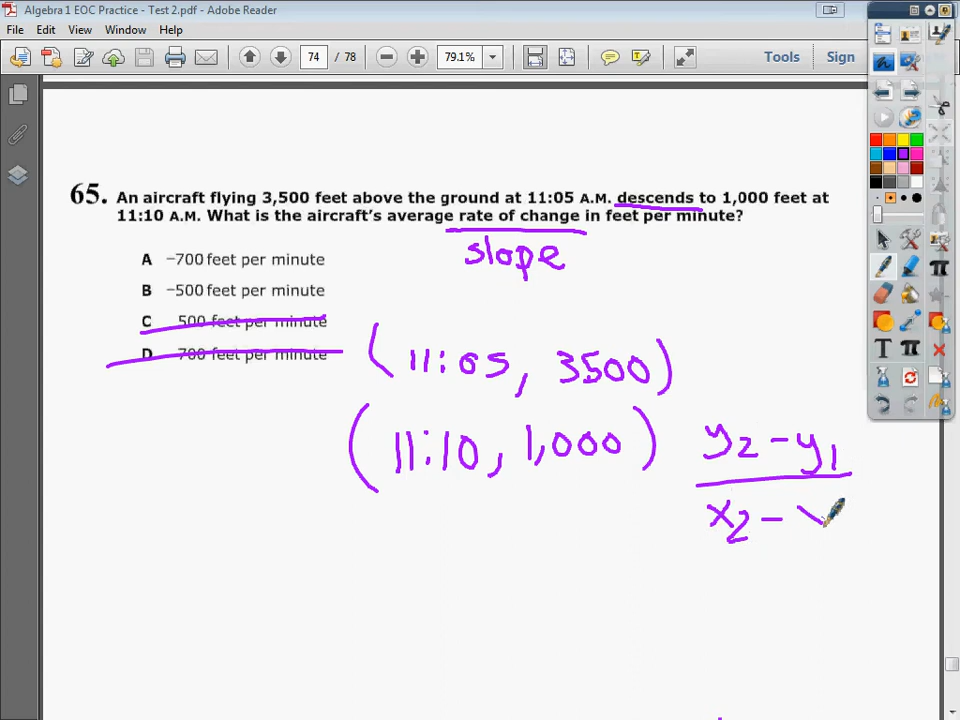 Algebra 1 EOC Practice - Test 2.pdf - Adobe Reader
File Edit View Window Help
74 / 78 79.1% Tools Sign
65. An aircraft flying 3,500 feet above the ground at 11:05 A.M. descends to 1,000 feet at
11:10 A.M. What is the aircraft's average rate of change in feet per minute?
slope
A −700 feet per minute
B −500 feet per minute
C 500 feet per minute
D 700 feet per minute
(11:05, 3500)
(11:10, 1,000)
y2 - y1
x2 -